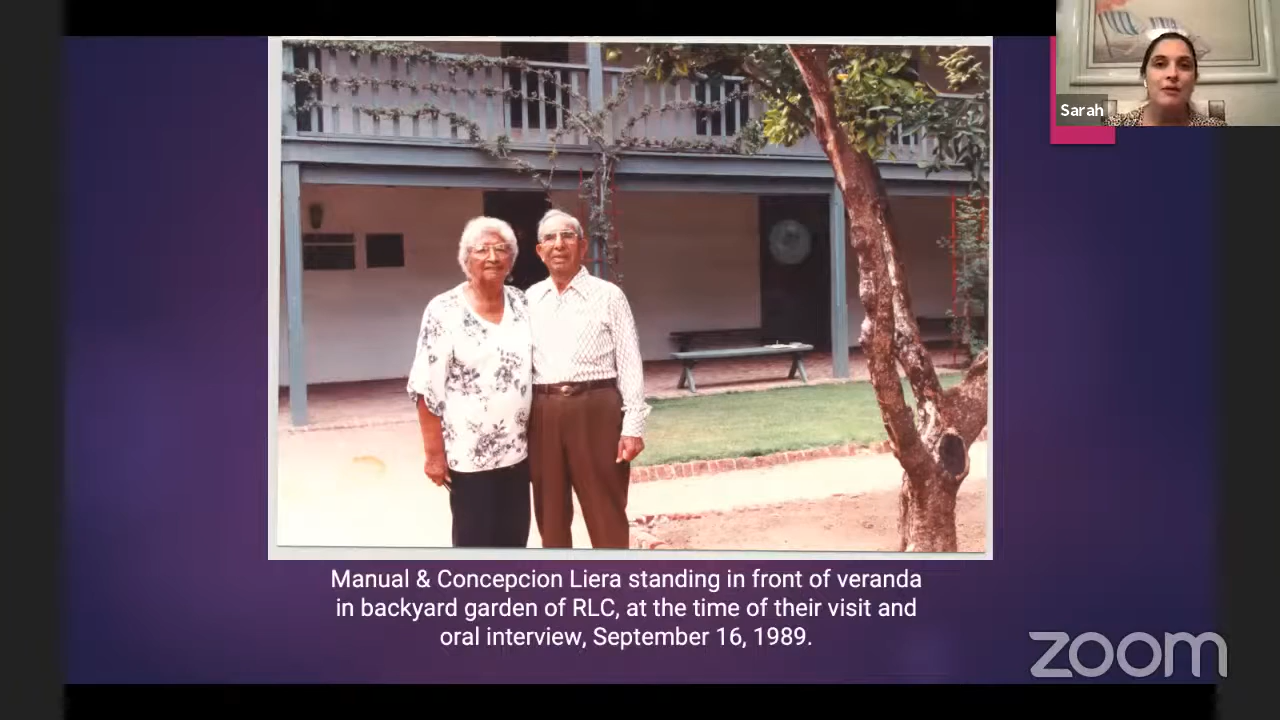 Sarah
Manual & Concepcion Liera standing in front of veranda
in backyard garden of RLC, at the time of their visit and
oral interview, September 16, 1989.
zoom